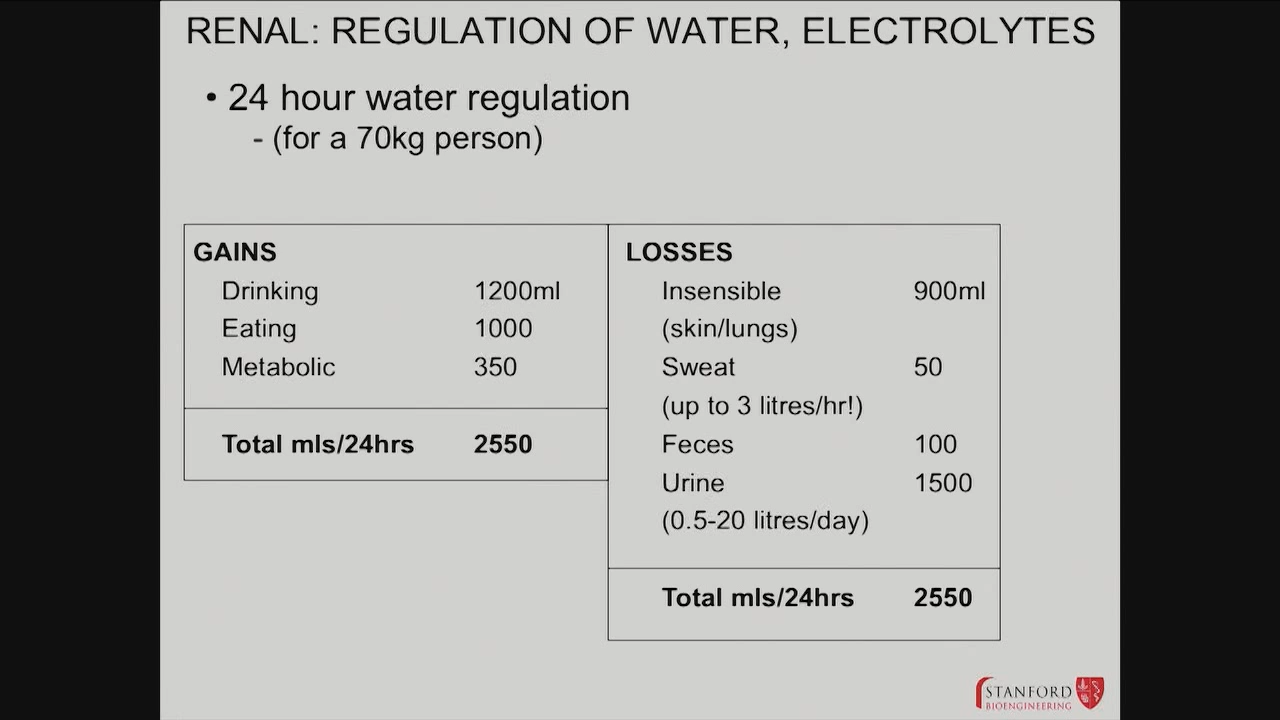 RENAL: REGULATION OF WATER, ELECTROLYTES
• 24 hour water regulation
- (for a 70kg person)
GAINS
Drinking 1200ml
Eating 1000
Metabolic 350
Total mls/24hrs 2550
LOSSES
Insensible 900ml
(skin/lungs)
Sweat 50
(up to 3 litres/hr!)
Feces 100
Urine 1500
(0.5-20 litres/day)
Total mls/24hrs 2550
STANFORD
BIOENGINEERING